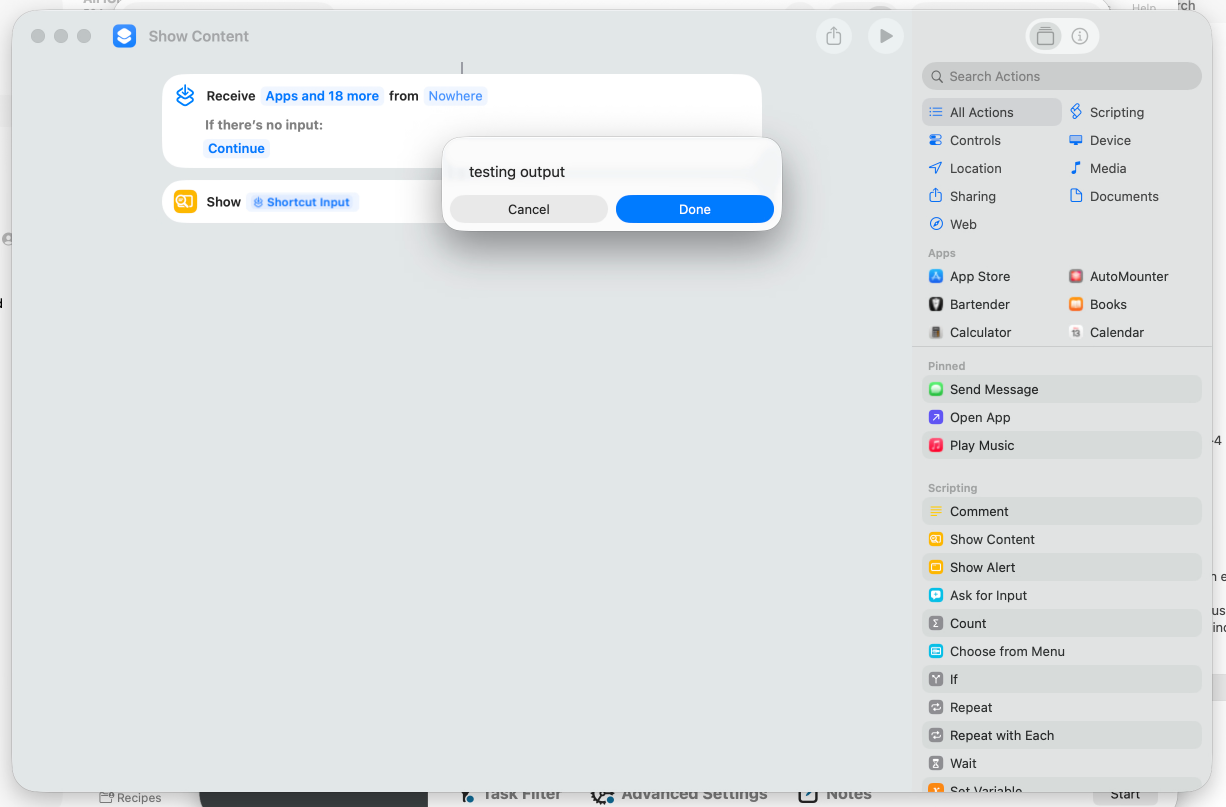 Help
Show Content
Receive Apps and 18 more from Nowhere
If there's no input:
Continue
Show Shortcut Input
testing output
Cancel
Done
Search Actions
All Actions
Scripting
Controls
Device
Location
Media
Sharing
Documents
Web
Apps
App Store
AutoMounter
Bartender
Books
Calculator
Calendar
Pinned
Send Message
Open App
Play Music
Scripting
Comment
Show Content
Show Alert
Ask for Input
Count
Choose from Menu
If
Repeat
Repeat with Each
Wait
Set Variable
Recipes
Task Filter
Advanced Settings
Notes
Start